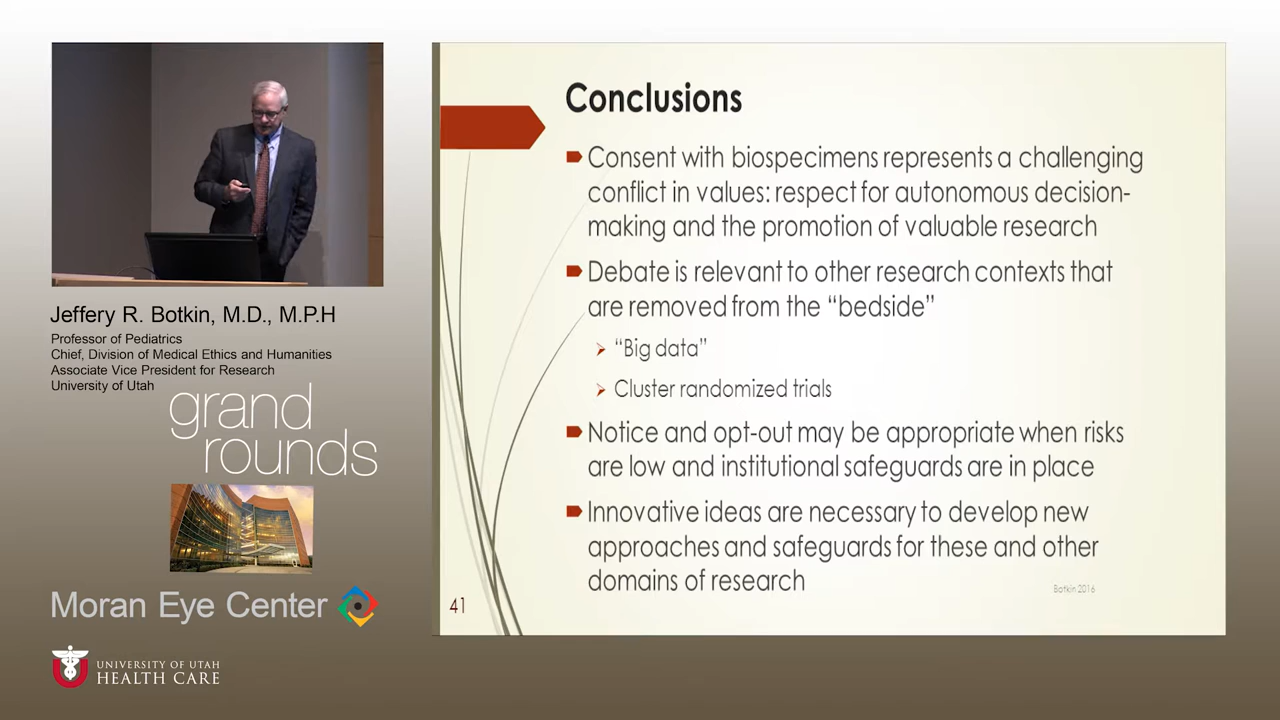 Conclusions
Consent with biospecimens represents a challenging
conflict in values: respect for autonomous decision-
making and the promotion of valuable research
Debate is relevant to other research contexts that
are removed from the “bedside”
“Big data”
Cluster randomized trials
Notice and opt-out may be appropriate when risks
are low and institutional safeguards are in place
Innovative ideas are necessary to develop new
approaches and safeguards for these and other
domains of research
Botkin 2016
41
Jeffery R. Botkin, M.D., M.P.H
Professor of Pediatrics
Chief, Division of Medical Ethics and Humanities
Associate Vice President for Research
University of Utah
grand
rounds
Moran Eye Center
UNIVERSITY OF UTAH
HEALTH CARE